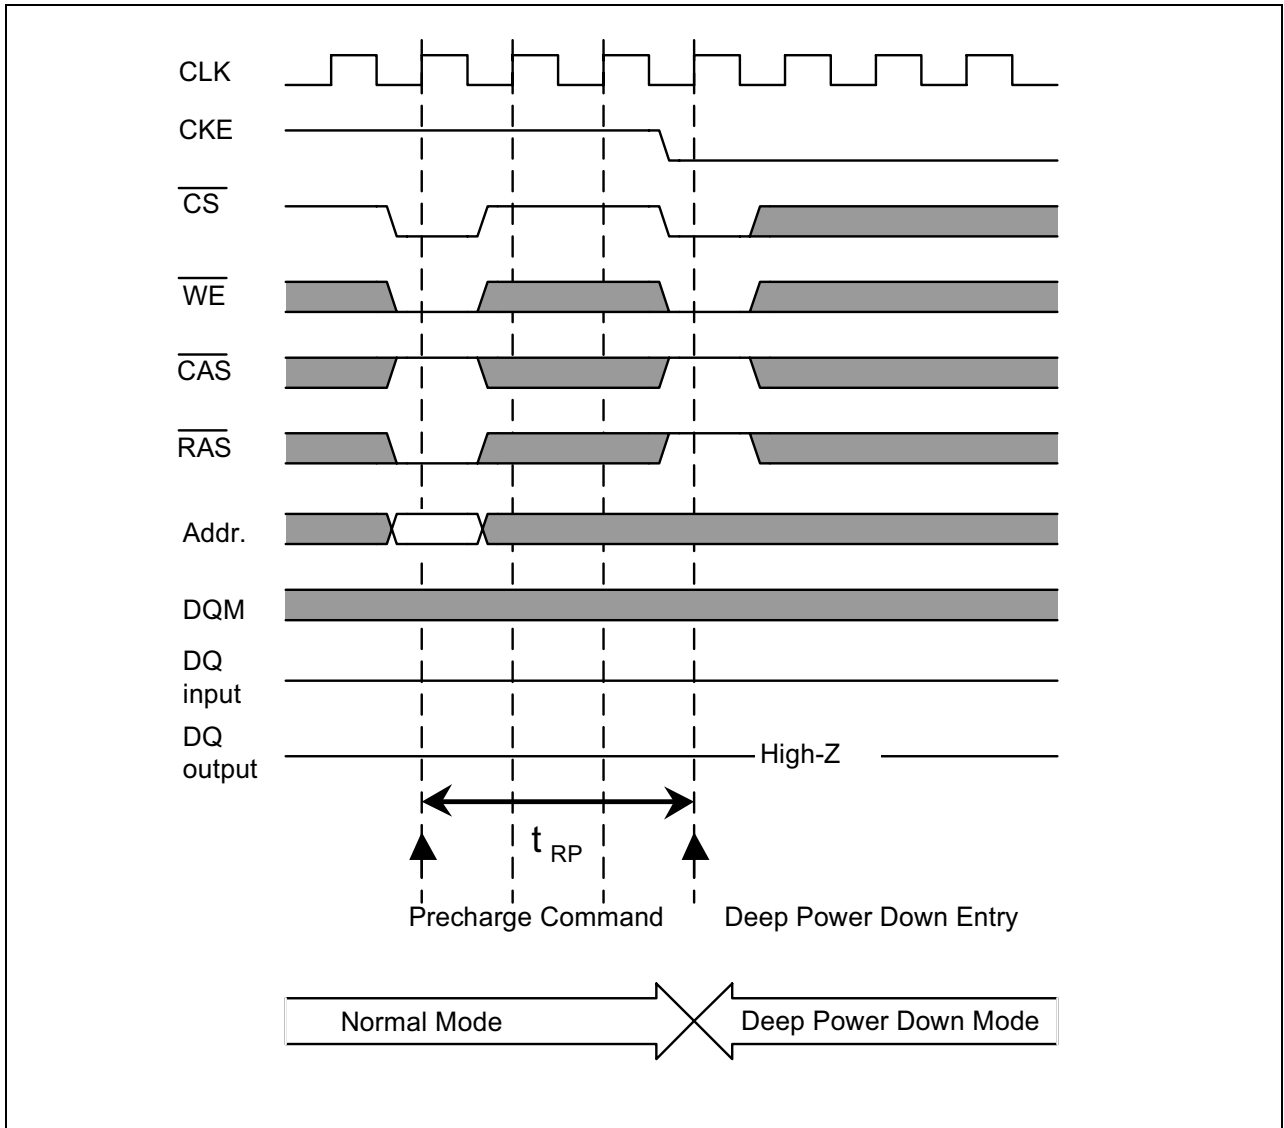 CLK
CKE
CS
WE
CAS
RAS
Addr.
DQM
DQ
input
DQ
output
High-Z
t RP
Precharge Command
Deep Power Down Entry
Normal Mode
Deep Power Down Mode